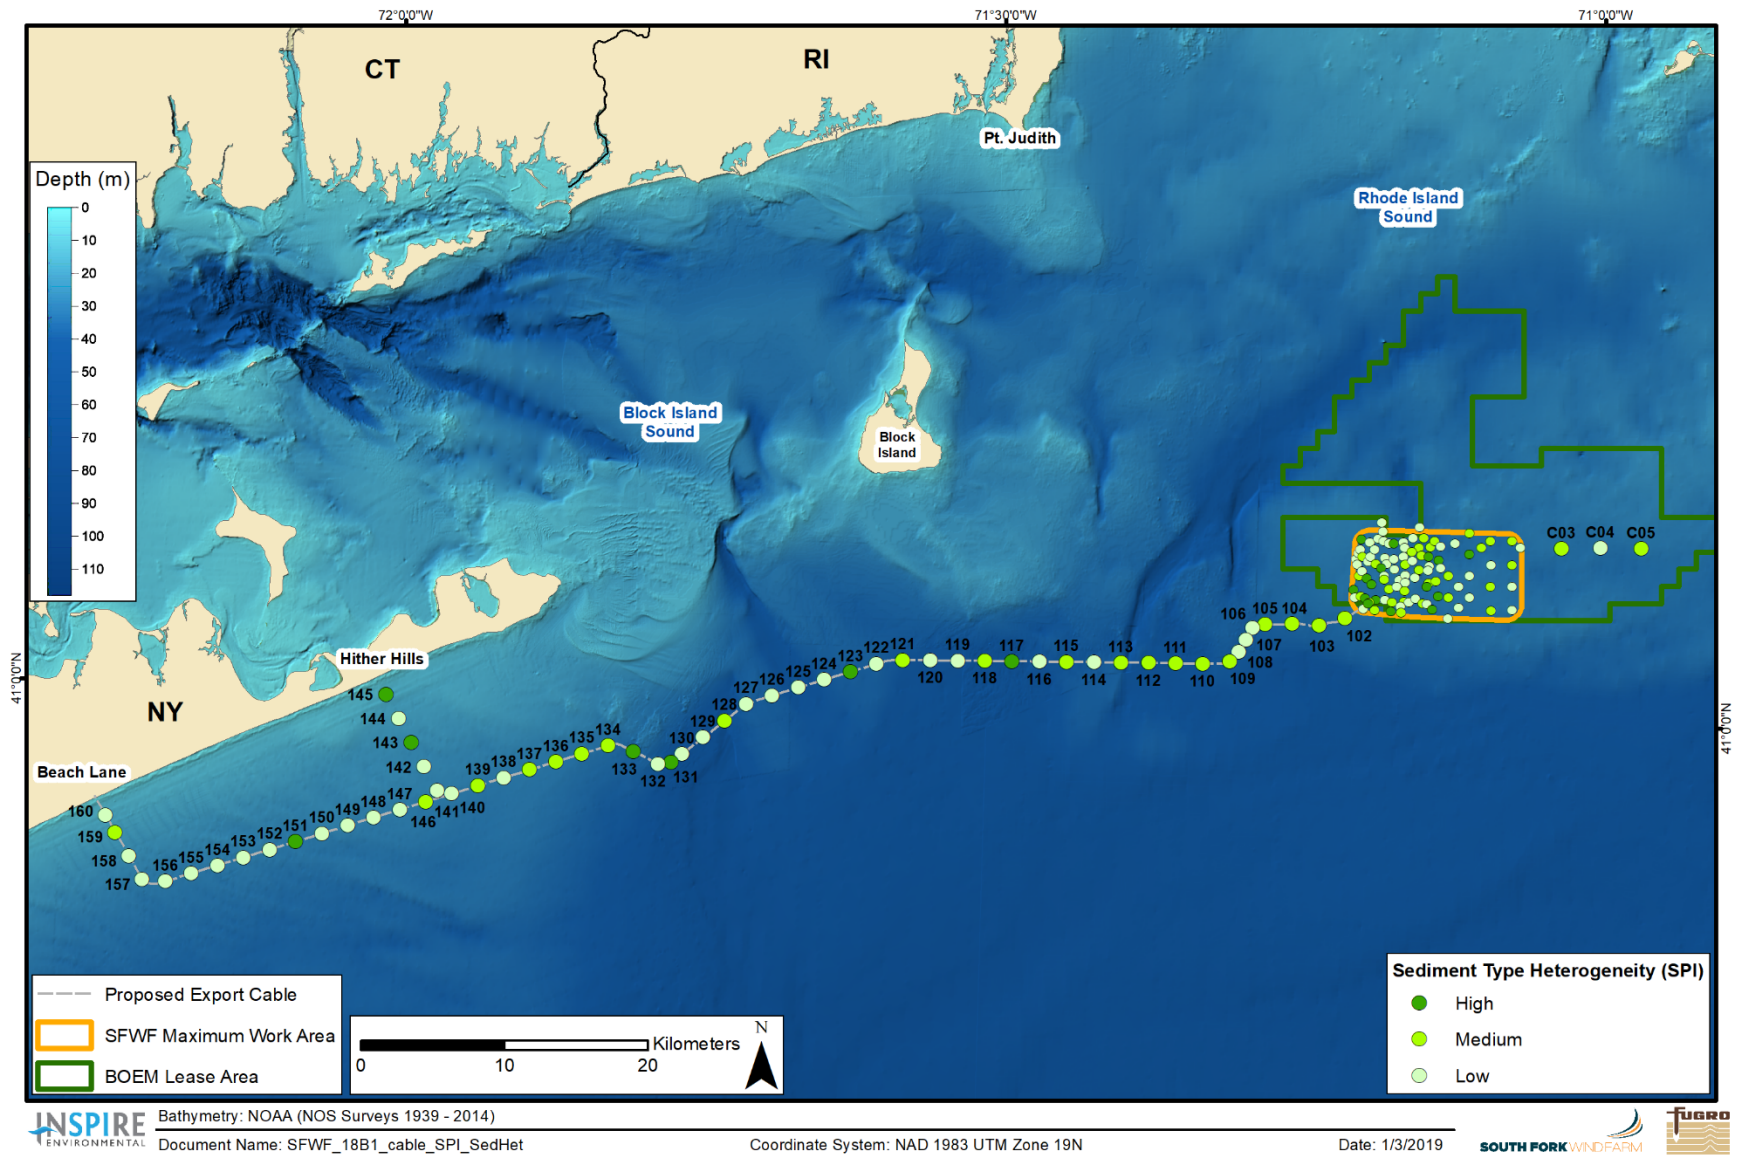 72°0'0"W
71°30'0"W
71°0'0"W
CT
RI
Pt. Judith
Depth (m)
0
10
20
30
40
50
60
70
80
90
100
110
Rhode Island
Sound
Block Island
Sound
Block
Island
C03
C04
C05
106
105
104
102
107
103
108
109
122
121
119
117
115
113
111
120
118
116
114
112
110
123
124
125
126
127
128
129
130
131
132
133
134
135
136
137
138
139
140
141
Hither Hills
145
144
143
142
NY
41°0'0"N
41°0'0"N
Beach Lane
160
159
158
157
156
155
154
153
152
151
150
149
148
147
146
Proposed Export Cable
SFWF Maximum Work Area
BOEM Lease Area
0
10
20
Kilometers
N
Sediment Type Heterogeneity (SPI)
High
Medium
Low
INSPIRE
ENVIRONMENTAL
Bathymetry: NOAA (NOS Surveys 1939 - 2014)
Document Name: SFWF_18B1_cable_SPI_SedHet
Coordinate System: NAD 1983 UTM Zone 19N
Date: 1/3/2019
SOUTH FORK WINDFARM
FUGRO